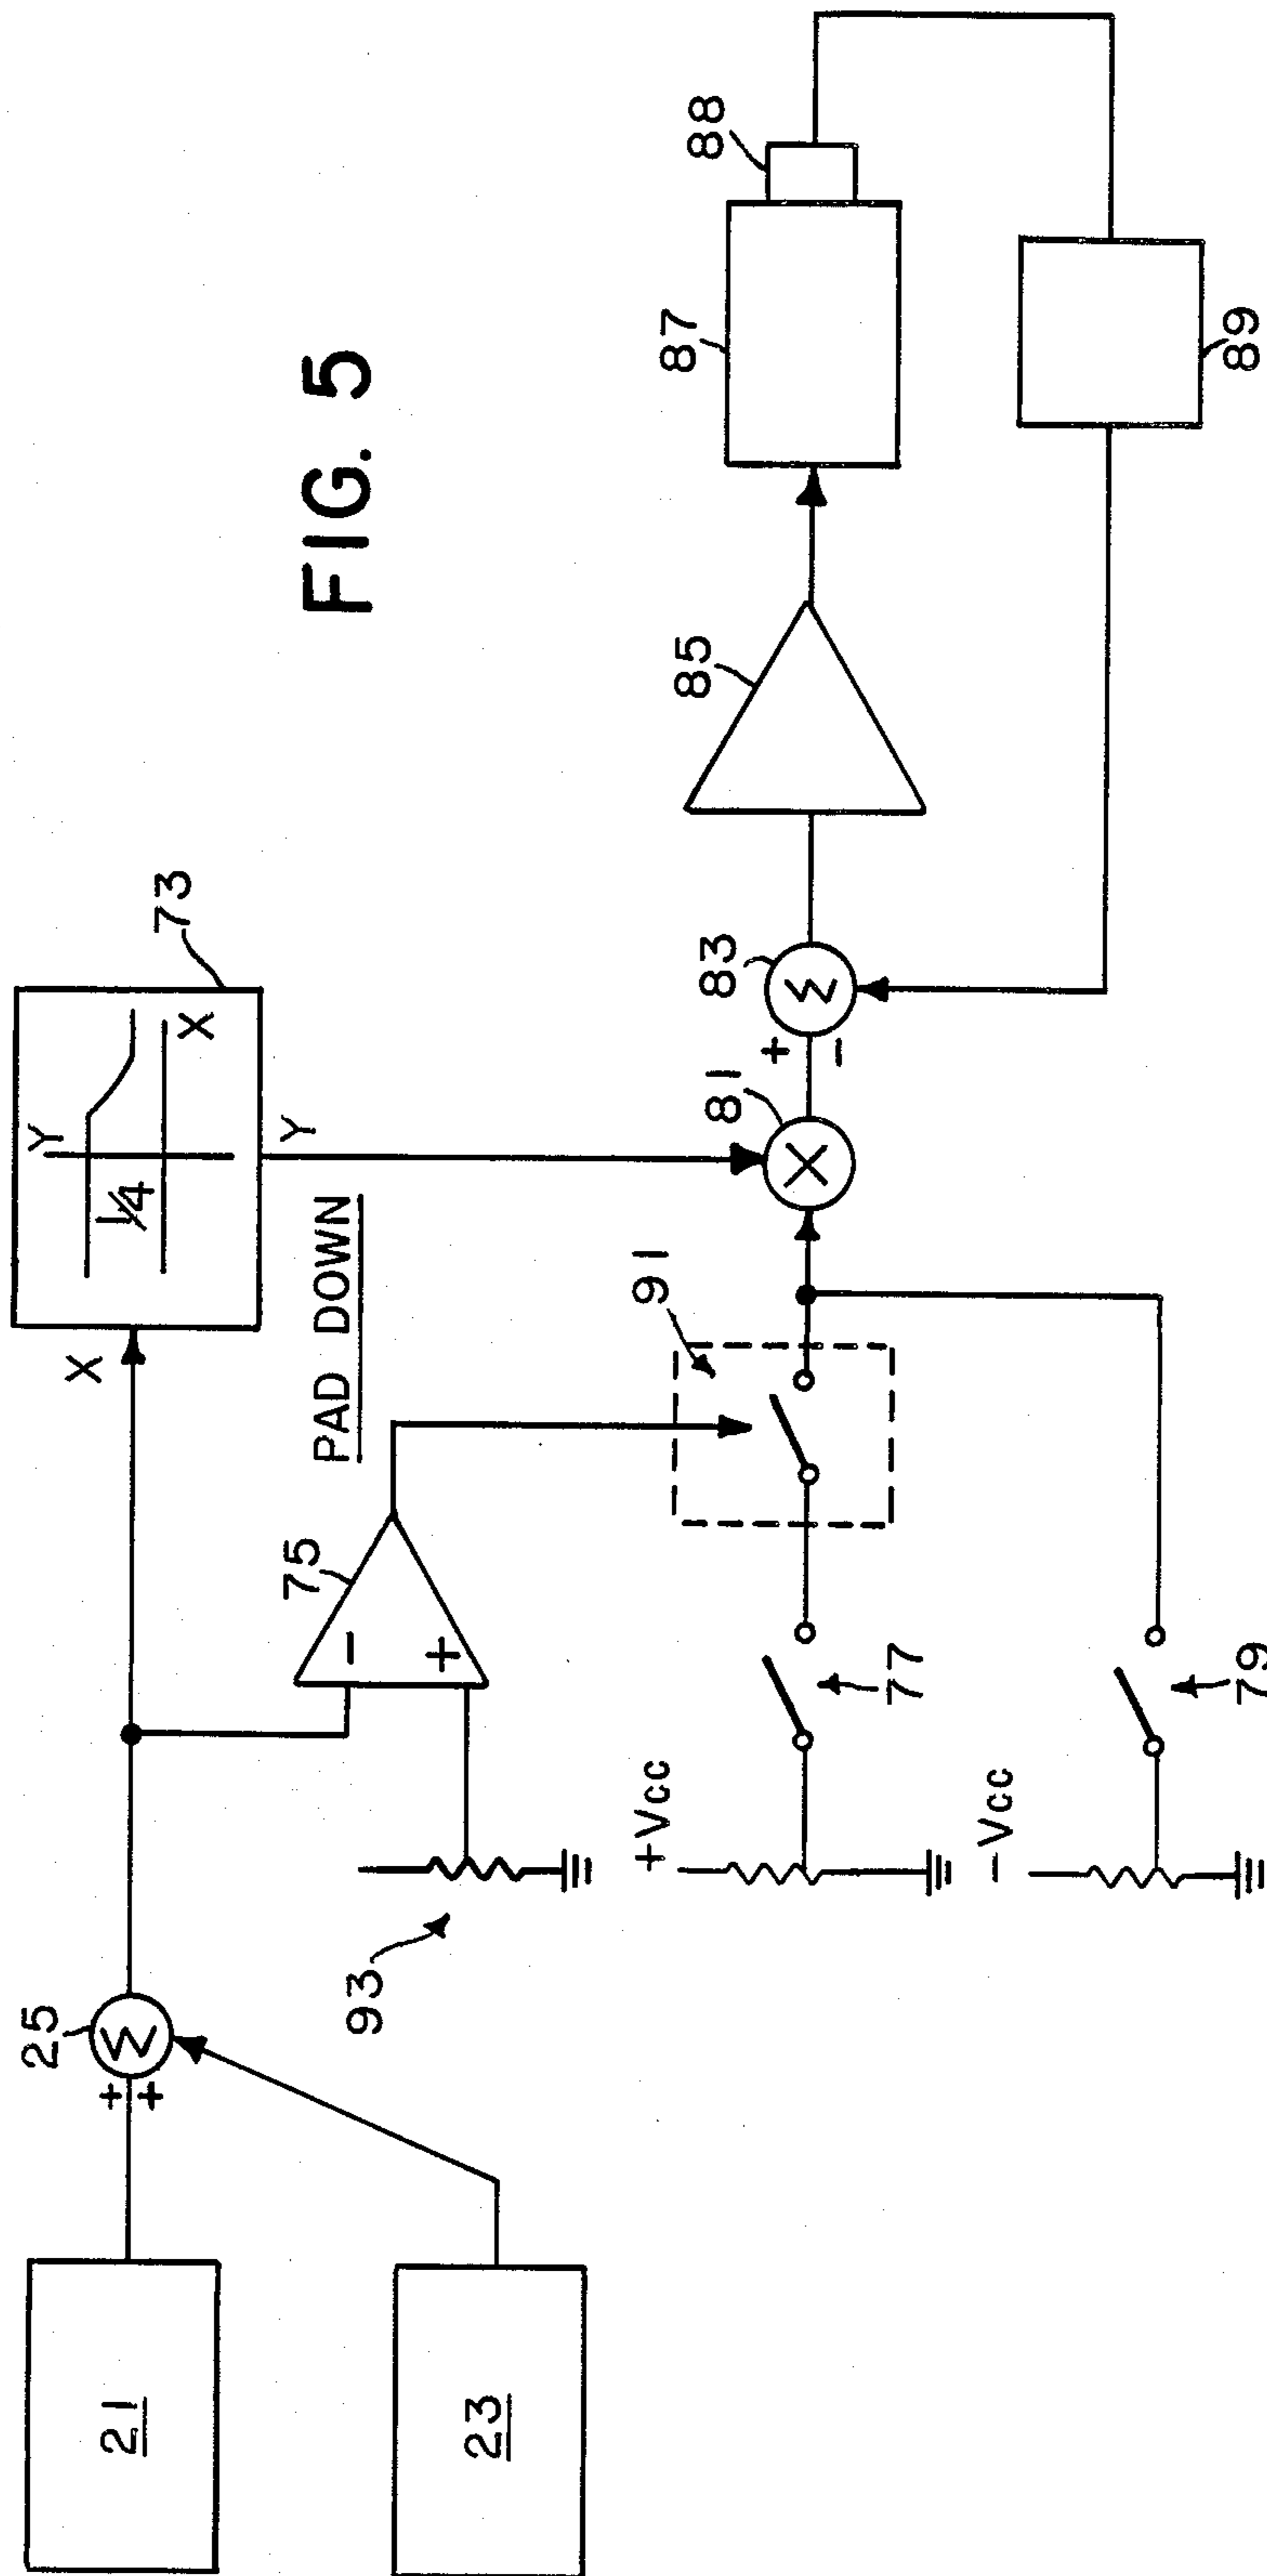 FIG. 5
21
23
25
+
+
93
X
73
Y
1/4
X
Y
75
-
+
PAD DOWN
91
+Vcc
77
-Vcc
79
81
+
-
83
Σ
Σ
X
85
87
88
89